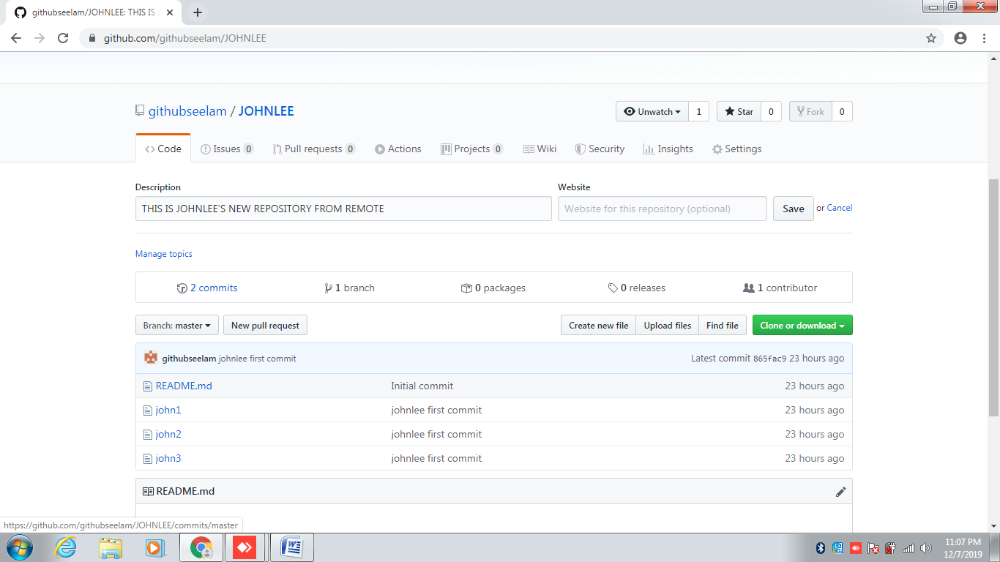 githubseelam/JOHNLEE: THIS IS
github.com/githubseelam/JOHNLEE
githubseelam / JOHNLEE
Unwatch 1 Star 0 Fork 0
Code Issues 0 Pull requests 0 Actions Projects 0 Wiki Security Insights Settings
Description Website
THIS IS JOHNLEE'S NEW REPOSITORY FROM REMOTE Website for this repository (optional) Save or Cancel
Manage topics
2 commits 1 branch 0 packages 0 releases 1 contributor
Branch: master New pull request Create new file Upload files Find file Clone or download
githubseelam johnlee first commit Latest commit 865fac9 23 hours ago
README.md Initial commit 23 hours ago
john1 johnlee first commit 23 hours ago
john2 johnlee first commit 23 hours ago
john3 johnlee first commit 23 hours ago
README.md
https://github.com/githubseelam/JOHNLEE/commits/master
11:07 PM
12/7/2019